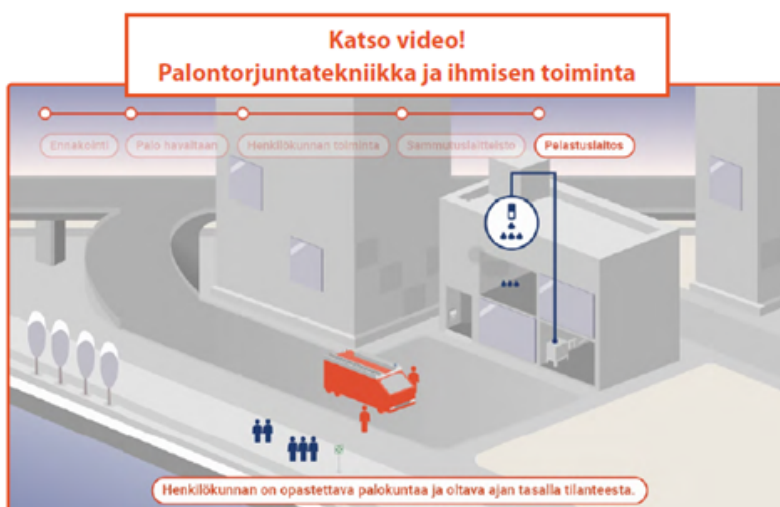 Katso video!
Palontorjuntatekniikka ja ihmisen toiminta
Ennakointi Palo havaitaan Henkilökunnan toiminta Sammutuslaitteisto Pelastuslaitos
Henkilökunnan on opastettava palokuntaa ja oltava ajan tasalla tilanteesta.